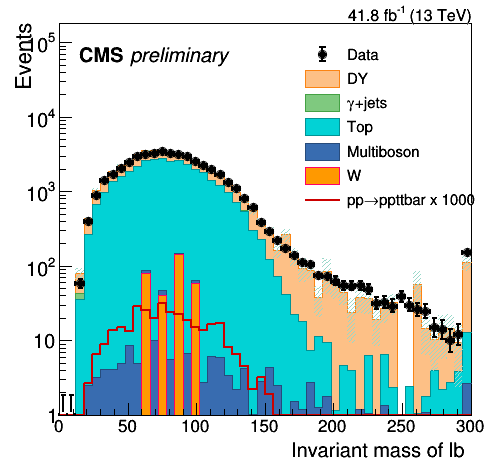 41.8 fb⁻¹ (13 TeV)
Events
CMS preliminary
Data
DY
γ+jets
Top
Multiboson
W
pp→ppttbar x 1000
10⁵
10⁴
10³
10²
10
1
0 50 100 150 200 250 300
Invariant mass of lb